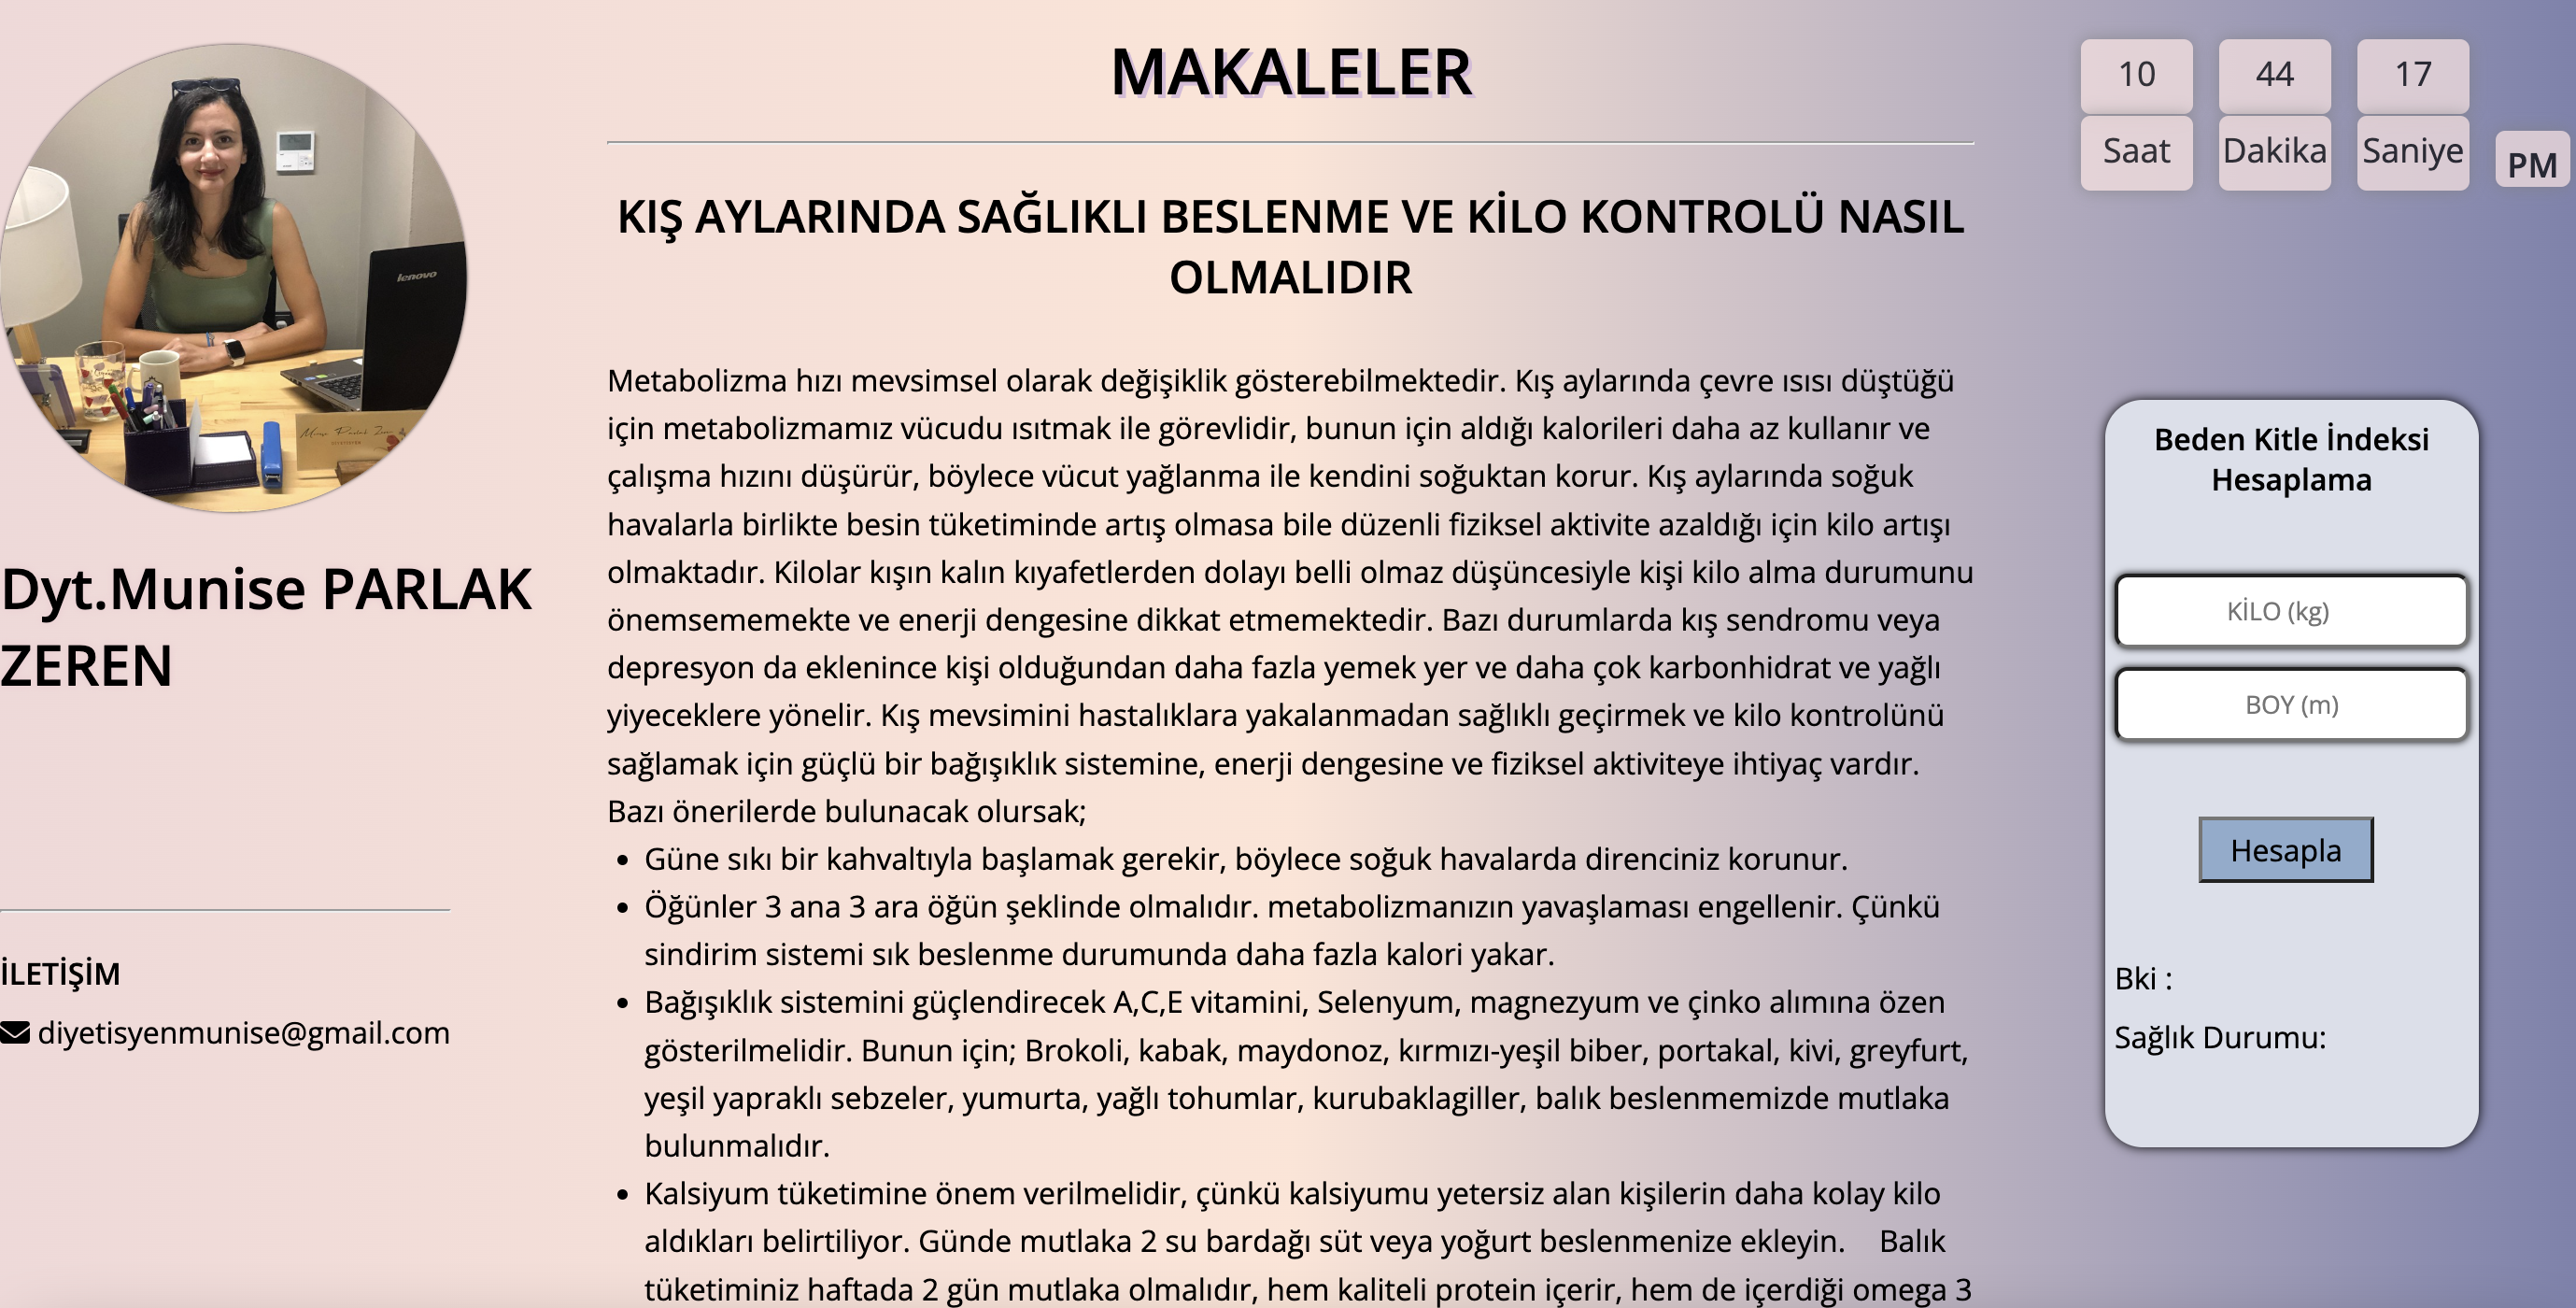 lenovo
Munise Parlak Zeren
DİYETİSYEN
Dyt.Munise PARLAK
ZEREN
İLETİŞİM
diyetisyenmunise@gmail.com
MAKALELER
KIŞ AYLARINDA SAĞLIKLI BESLENME VE KİLO KONTROLÜ NASIL
OLMALIDIR
Metabolizma hızı mevsimsel olarak değişiklik gösterebilmektedir. Kış aylarında çevre ısısı düştüğü
için metabolizmamız vücudu ısıtmak ile görevlidir, bunun için aldığı kalorileri daha az kullanır ve
çalışma hızını düşürür, böylece vücut yağlanma ile kendini soğuktan korur. Kış aylarında soğuk
havalarla birlikte besin tüketiminde artış olmasa bile düzenli fiziksel aktivite azaldığı için kilo artışı
olmaktadır. Kilolar kışın kalın kıyafetlerden dolayı belli olmaz düşüncesiyle kişi kilo alma durumunu
önemsememekte ve enerji dengesine dikkat etmemektedir. Bazı durumlarda kış sendromu veya
depresyon da eklenince kişi olduğundan daha fazla yemek yer ve daha çok karbonhidrat ve yağlı
yiyeceklere yönelir. Kış mevsimini hastalıklara yakalanmadan sağlıklı geçirmek ve kilo kontrolünü
sağlamak için güçlü bir bağışıklık sistemine, enerji dengesine ve fiziksel aktiviteye ihtiyaç vardır.
Bazı önerilerde bulunacak olursak;
• Güne sıkı bir kahvaltıyla başlamak gerekir, böylece soğuk havalarda direnciniz korunur.
• Öğünler 3 ana 3 ara öğün şeklinde olmalıdır. metabolizmanızın yavaşlaması engellenir. Çünkü
sindirim sistemi sık beslenme durumunda daha fazla kalori yakar.
• Bağışıklık sistemini güçlendirecek A,C,E vitamini, Selenyum, magnezyum ve çinko alımına özen
gösterilmelidir. Bunun için; Brokoli, kabak, maydonoz, kırmızı-yeşil biber, portakal, kivi, greyfurt,
yeşil yapraklı sebzeler, yumurta, yağlı tohumlar, kurubaklagiller, balık beslenmemizde mutlaka
bulunmalıdır.
• Kalsiyum tüketimine önem verilmelidir, çünkü kalsiyumu yetersiz alan kişilerin daha kolay kilo
aldıkları belirtiliyor. Günde mutlaka 2 su bardağı süt veya yoğurt beslenmenize ekleyin. Balık
tüketiminiz haftada 2 gün mutlaka olmalıdır, hem kaliteli protein içerir, hem de içerdiği omega 3
10 44 17
Saat Dakika Saniye PM
Beden Kitle İndeksi
Hesaplama
KİLO (kg)
BOY (m)
Hesapla
Bki :
Sağlık Durumu: